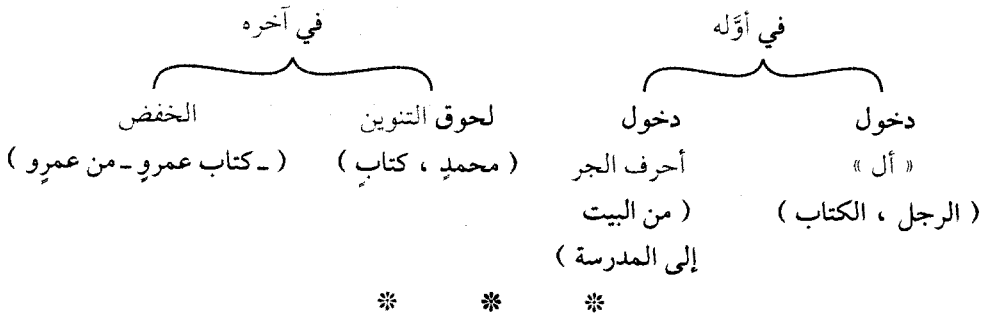 في أوَّله في آخره
دخول دخول لحوق التنوين الخفض
« أل » أحرف الجر ( محمدٍ ، كتابٍ ) ( ـ كتاب عمروٍ ـ من عمرٍو )
( الرجل ، الكتاب ) ( من البيت
إلى المدرسة )